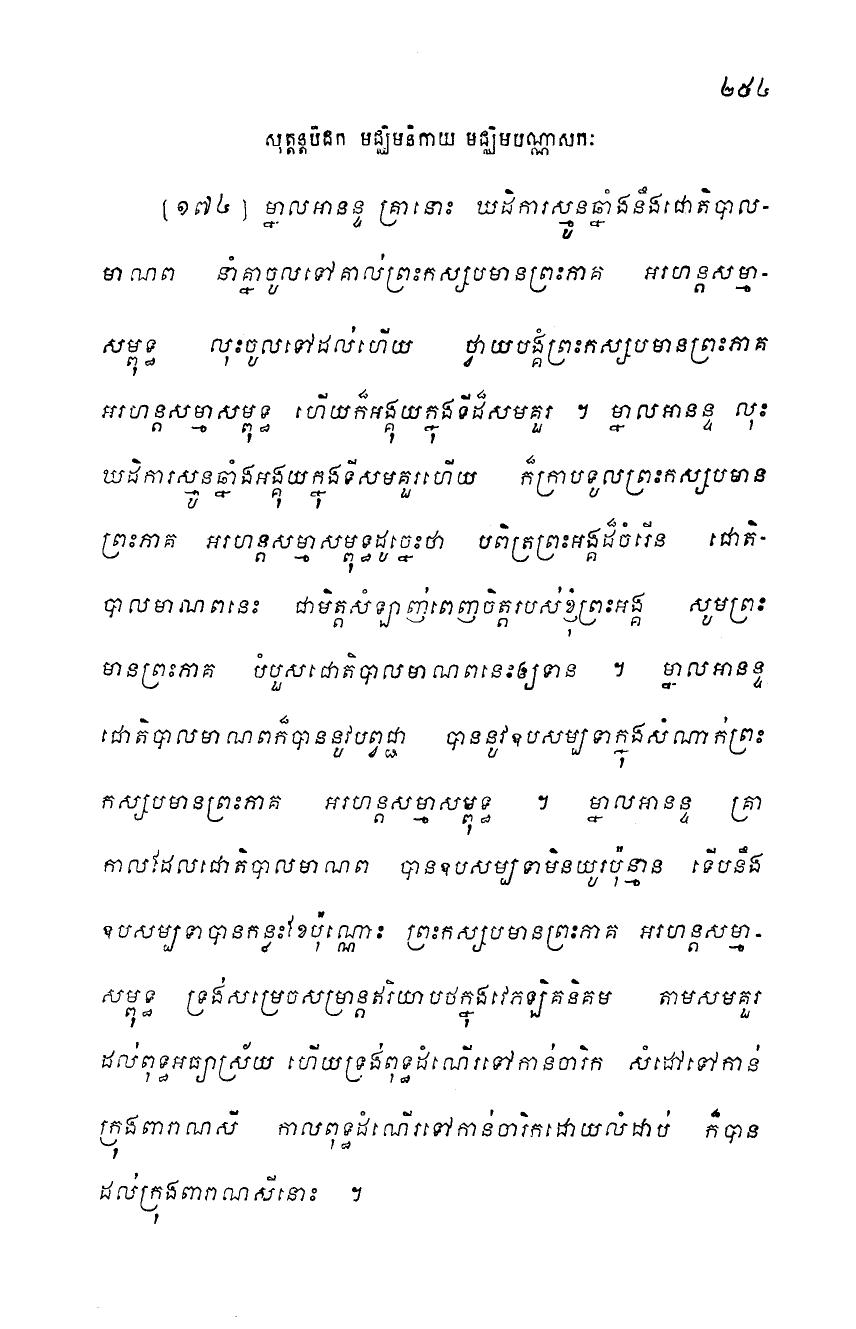 ២៥៤
សុត្តន្តបិដក មជ្ឈិមនិកាយ មជ្ឈិមបណ្ណាសកៈ
[១៧៤] ម្នាលអានន្ទ គ្រានោះ ឃដិការស្មូនឆ្នាំងនឹងជោតិបាល-
មាណព នាំគ្នាចូលទៅគាល់ព្រះកស្សបមានព្រះភាគ អរហន្តសម្មា-
សម្ពុទ្ធ លុះចូលទៅដល់ហើយ ថ្វាយបង្គំព្រះកស្សបមានព្រះភាគ
អរហន្តសម្មាសម្ពុទ្ធ ហើយក៏អង្គុយក្នុងទីដ៏សមគួរ ។ ម្នាលអានន្ទ លុះ
ឃដិការស្មូនឆ្នាំងអង្គុយក្នុងទីសមគួរហើយ ក៏ក្រាបទូលព្រះកស្សបមាន
ព្រះភាគ អរហន្តសម្មាសម្ពុទ្ធដូច្នេះថា បពិត្រព្រះអង្គដ៏ចំរើន ជោតិ-
បាលមាណពនេះ ជាមិត្តសំឡាញ់ពេញចិត្តរបស់ខ្ញុំព្រះអង្គ សូមព្រះ
មានព្រះភាគ បំបួសជោតិបាលមាណពនេះឲ្យទាន ។ ម្នាលអានន្ទ
ជោតិបាលមាណពក៏បាននូវបព្វជ្ជា បាននូវឧបសម្បទាក្នុងសំណាក់ព្រះ
កស្សបមានព្រះភាគ អរហន្តសម្មាសម្ពុទ្ធ ។ ម្នាលអានន្ទ គ្រា
កាលដែលជោតិបាលមាណព បានឧបសម្បទាមិនយូរប៉ុន្មាន ទើបនឹង
ឧបសម្បទាបានកន្លះខែប៉ុណ្ណោះ ព្រះកស្សបមានព្រះភាគ អរហន្តសម្មា-
សម្ពុទ្ធ ទ្រង់សម្រេចសម្រាន្តឥរិយាបថក្នុងវេភឡិគនិគម តាមសមគួរ
ដល់ពុទ្ធអធ្យាស្រ័យ ហើយទ្រង់ពុទ្ធដំណើរទៅកាន់ចារិក សំដៅទៅកាន់
ក្រុងពារាណសី កាលពុទ្ធដំណើរទៅកាន់ចារិកដោយលំដាប់ ក៏បាន
ដល់ក្រុងពារាណសីនោះ ។